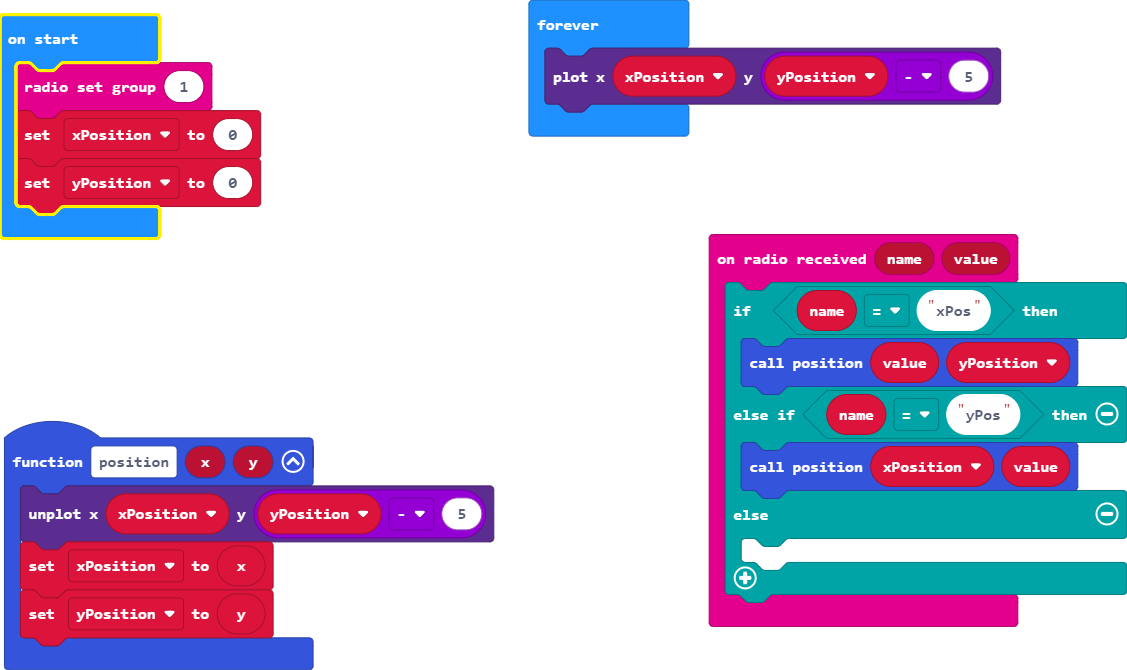 on start
radio set group 1
set xPosition to 0
set yPosition to 0
forever
plot x xPosition y yPosition - 5
on radio received name value
if name = "xPos" then
call position value yPosition
else if name = "yPos" then
call position xPosition value
else
function position x y
unplot x xPosition y yPosition - 5
set xPosition to x
set yPosition to y